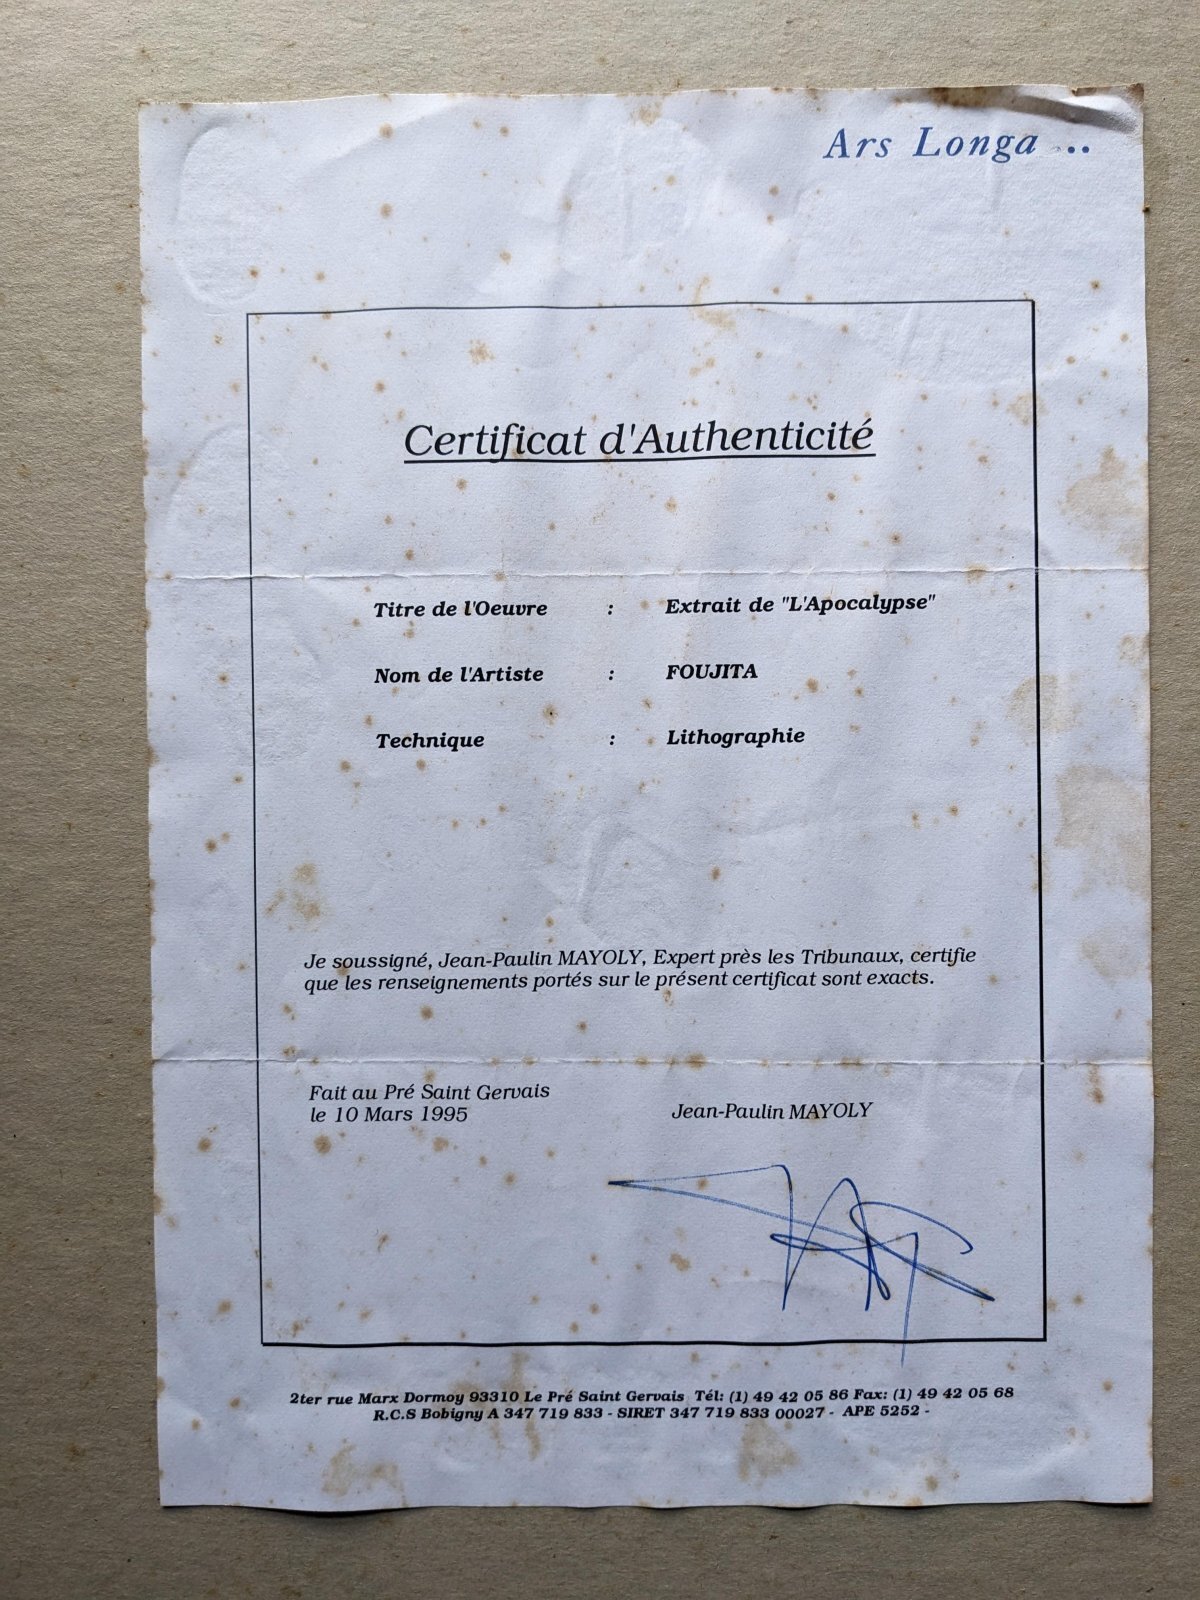 Ars Longa ..
Certificat d'Authenticité
Titre de l'Oeuvre : Extrait de "L'Apocalypse"
Nom de l'Artiste : FOUJITA
Technique : Lithographie
Je soussigné, Jean-Paulin MAYOLY, Expert près les Tribunaux, certifie
que les renseignements portés sur le présent certificat sont exacts.
Fait au Pré Saint Gervais
le 10 Mars 1995
Jean-Paulin MAYOLY
2ter rue Marx Dormoy 93310 Le Pré Saint Gervais Tél: (1) 49 42 05 86 Fax: (1) 49 42 05 68
R.C.S Bobigny A 347 719 833 - SIRET 347 719 833 00027 - APE 5252 -